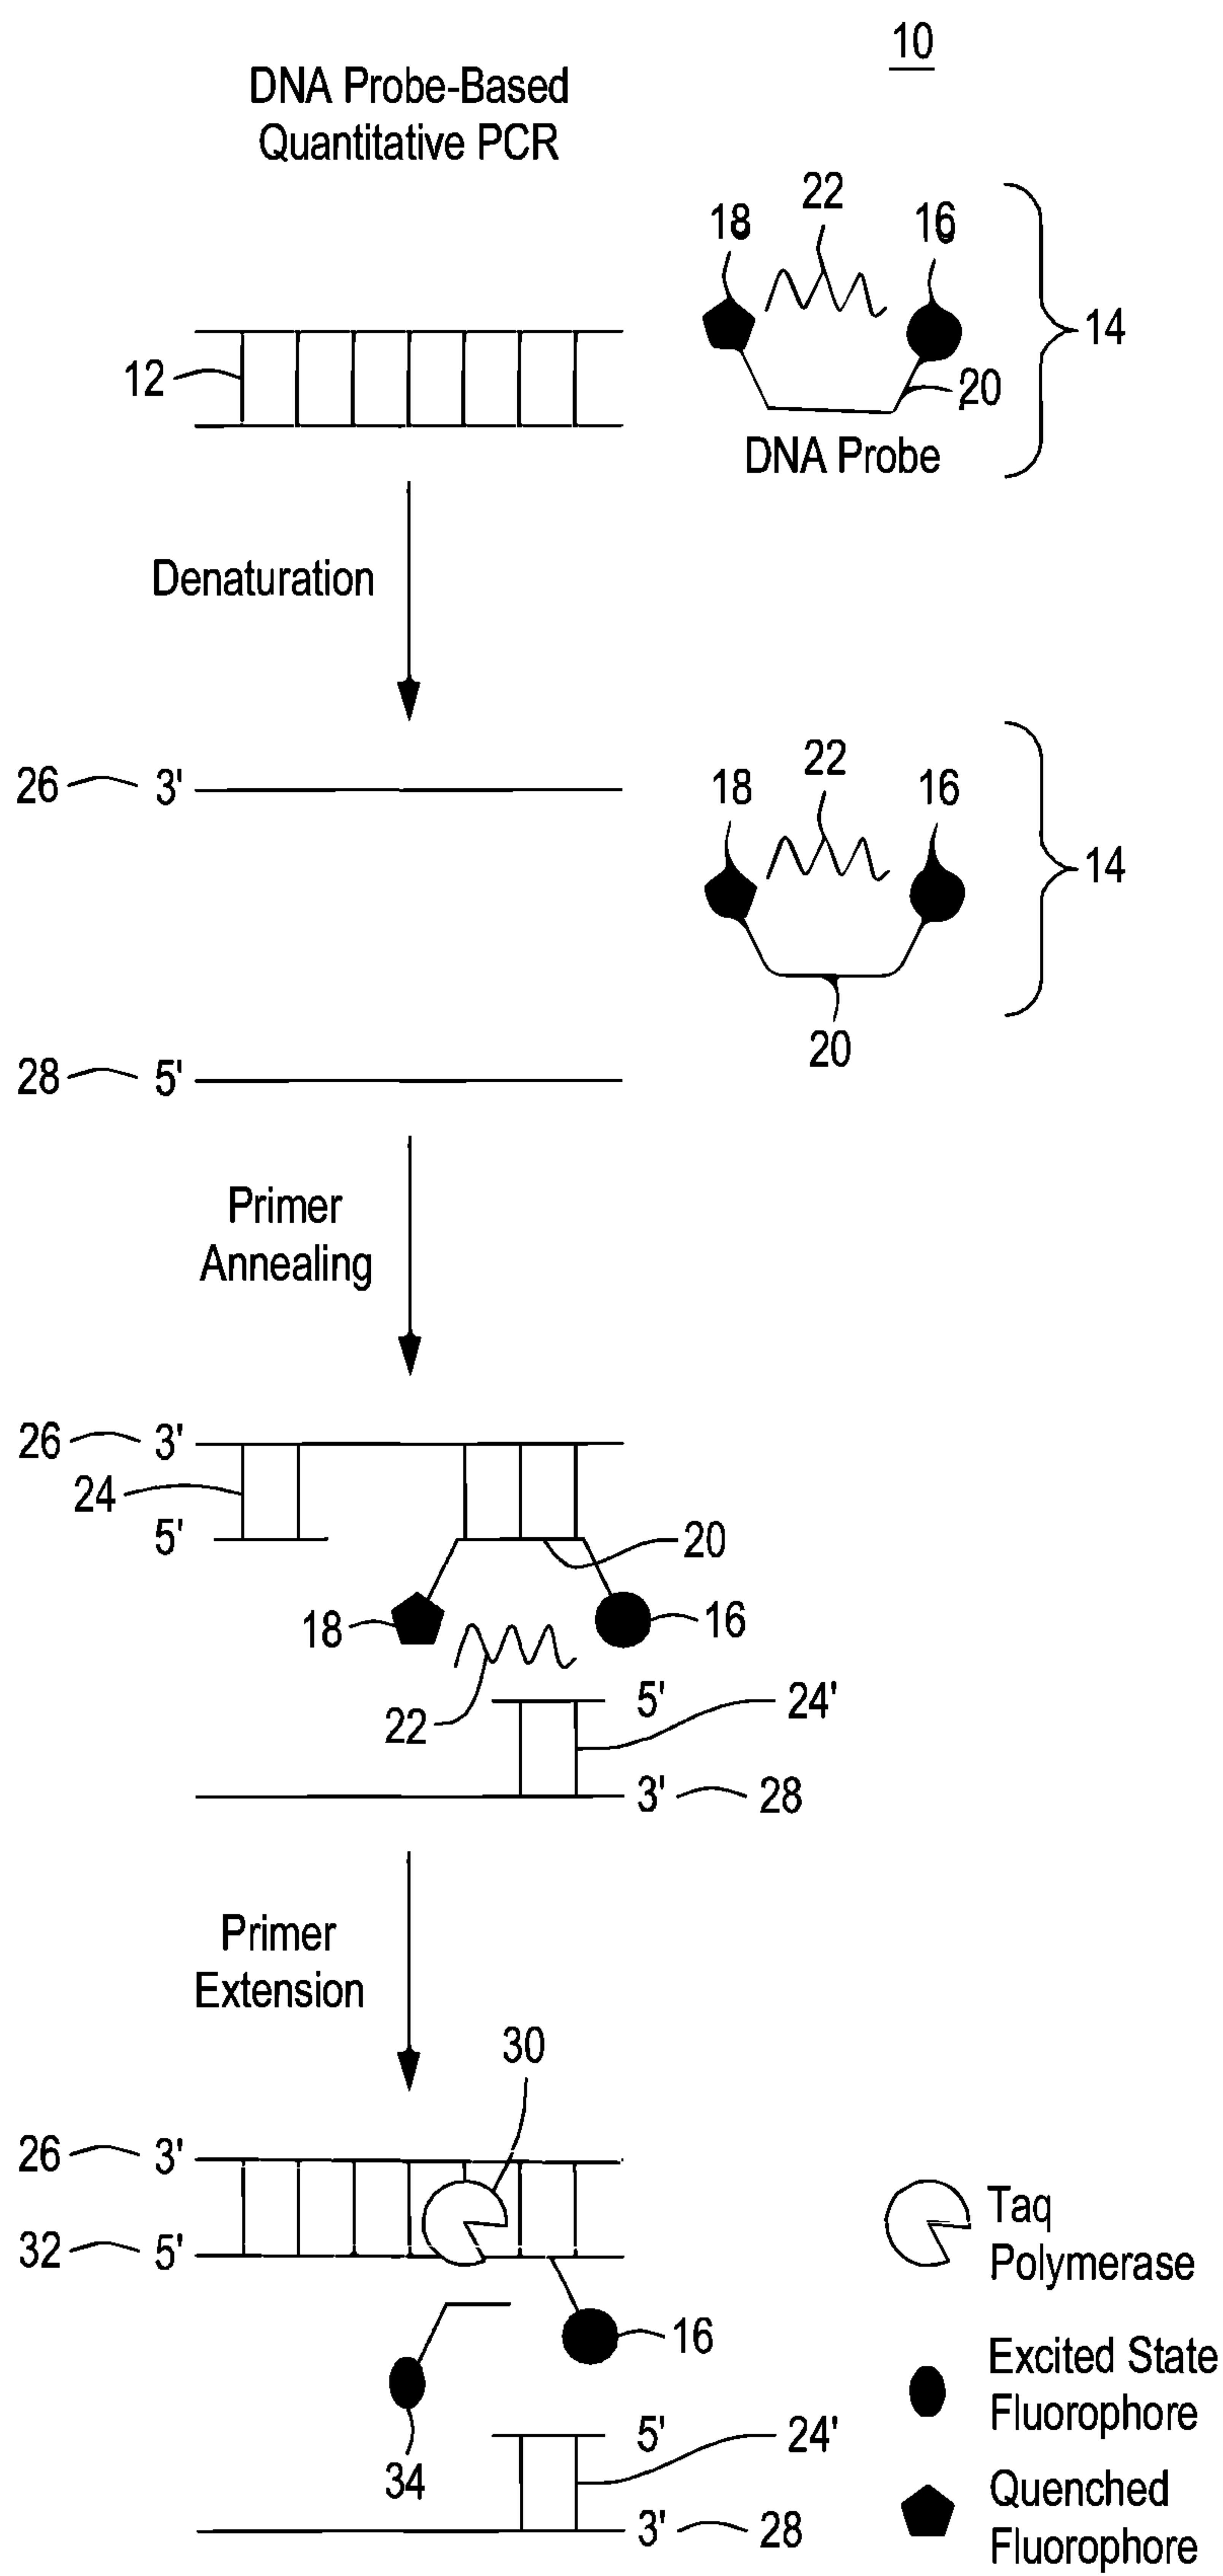 10
DNA Probe-Based
Quantitative PCR
18
22
16
12
14
20
DNA Probe
Denaturation
26 3'
18
22
16
14
20
28 5'
Primer
Annealing
26 3'
24
5'
20
18
16
22
5' 24'
3' 28
Primer
Extension
30
26 3'
32 5'
16
34
5' 24'
3' 28
Taq
Polymerase
Excited State
Fluorophore
Quenched
Fluorophore